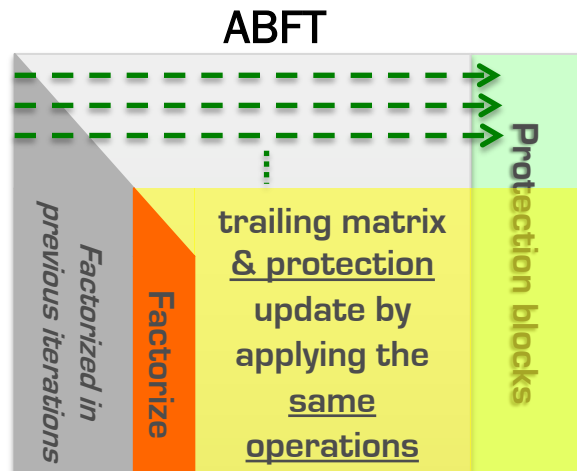 ABFT
Factorized in
previous iterations
Factorize
trailing matrix
& protection
update by
applying the
same
operations
Protection blocks